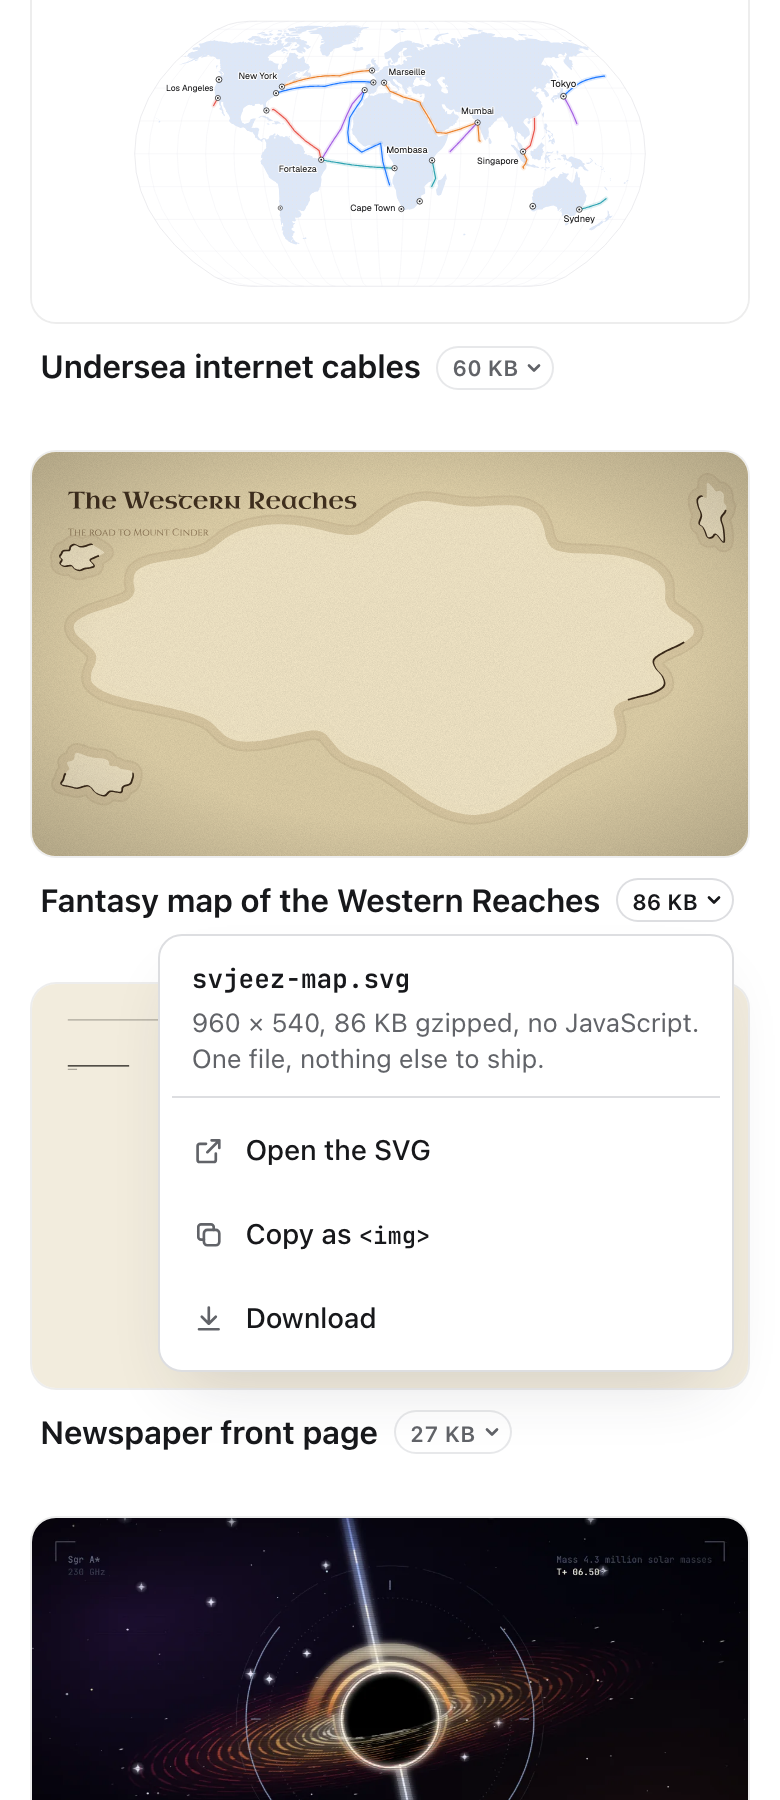 New York
Marseille
Los Angeles
Tokyo
Mumbai
Mombasa
Singapore
Fortaleza
Cape Town
Sydney
Undersea internet cables
60 KB
The Western Reaches
The road to Mount Cinder
Fantasy map of the Western Reaches
86 KB
svjeez-map.svg
960 × 540, 86 KB gzipped, no JavaScript.
One file, nothing else to ship.
Open the SVG
Copy as <img>
Download
Newspaper front page
27 KB
Sgr A*
230 GHz
Mass 4.3 million solar masses
T+ 06.50